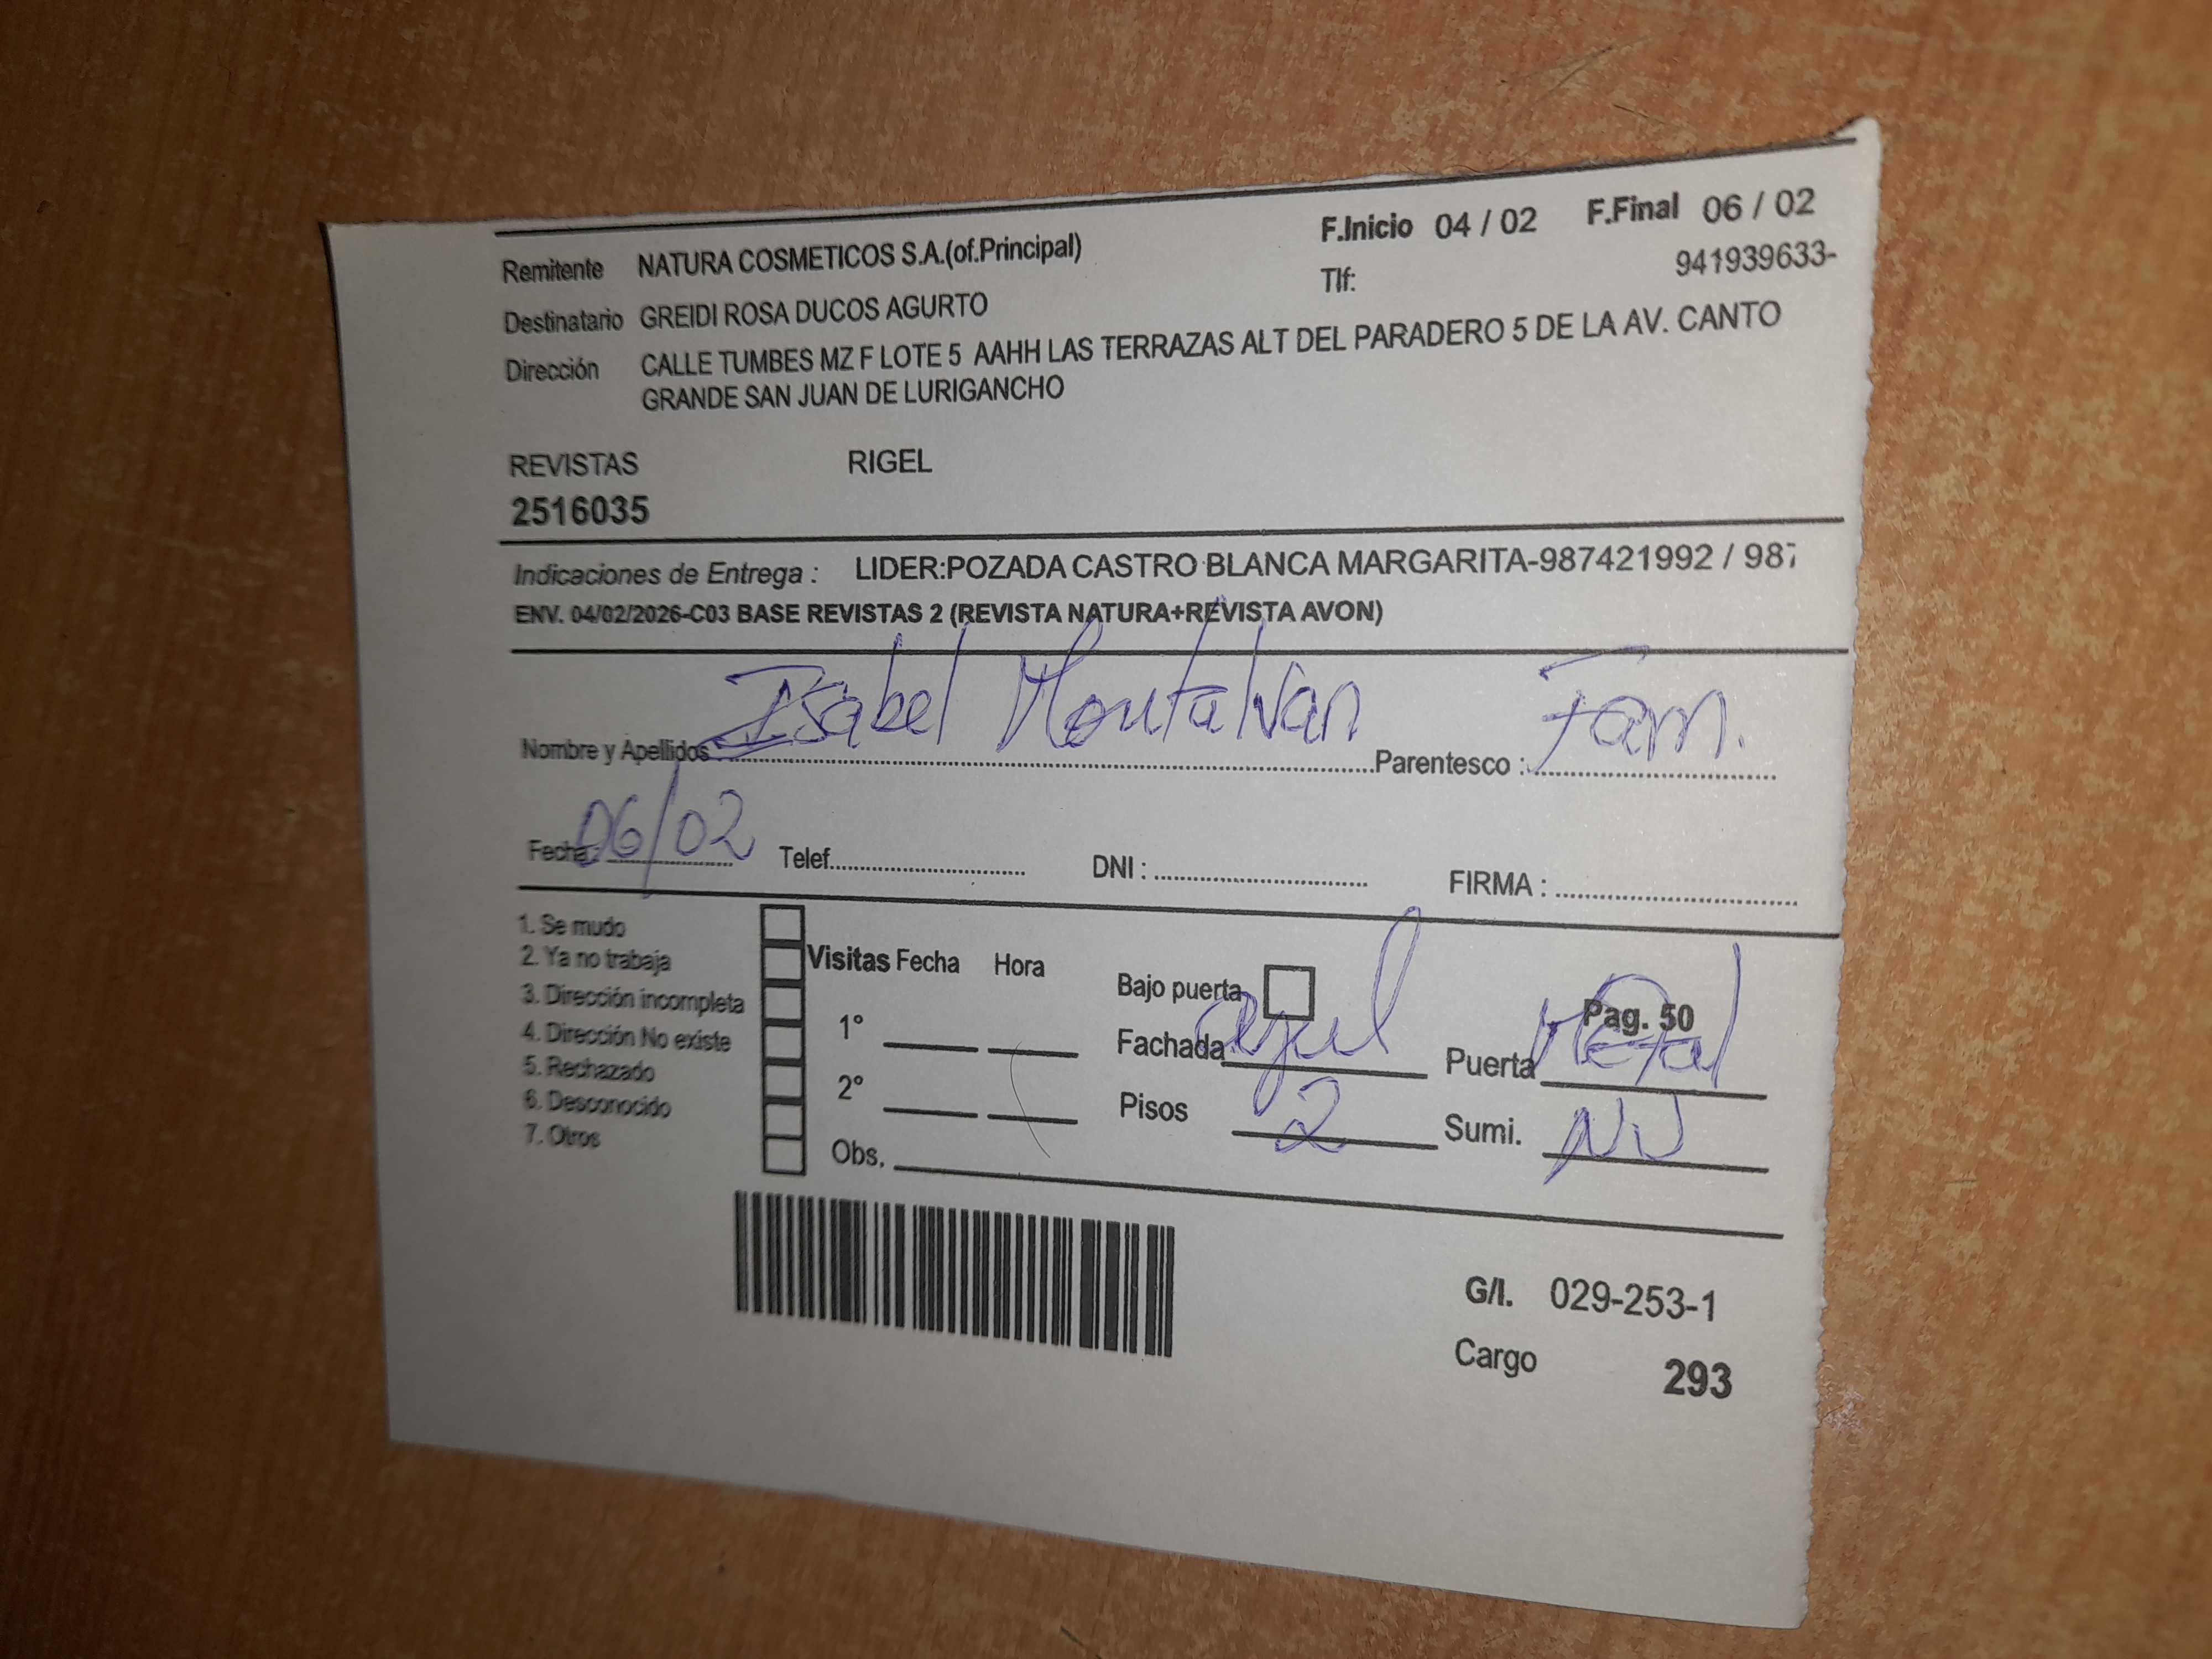 F.Inicio 04 / 02 F.Final 06 / 02
Remitente NATURA COSMETICOS S.A.(of.Principal) Tlf: 941939633-
Destinatario GREIDI ROSA DUCOS AGURTO
Dirección CALLE TUMBES MZ F LOTE 5 AAHH LAS TERRAZAS ALT DEL PARADERO 5 DE LA AV. CANTO
GRANDE SAN JUAN DE LURIGANCHO
REVISTAS RIGEL
2516035
Indicaciones de Entrega : LIDER:POZADA CASTRO BLANCA MARGARITA-987421992 / 987
ENV. 04/02/2026-C03 BASE REVISTAS 2 (REVISTA NATURA+REVISTA AVON)
Nombre y Apellidos: Isabel Montalvan Parentesco : Fam.
Fecha: 06/02 Telef. DNI : FIRMA :
1. Se mudo
2. Ya no trabaja
3. Dirección incompleta
4. Dirección No existe
5. Rechazado
6. Desconocido
7. Otros
Visitas Fecha Hora
1°
2°
Obs.
Bajo puerta Pag. 50
Fachada azul Puerta Metal
Pisos 2 Sumi.
G/I. 029-253-1
Cargo 293